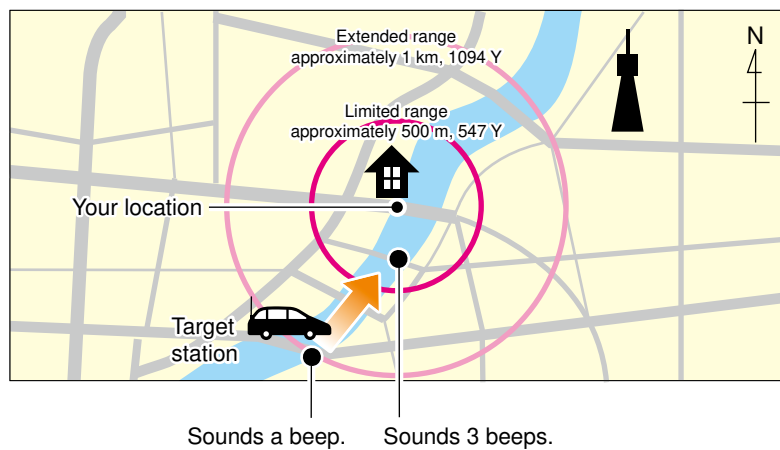 Extended range
approximately 1 km, 1094 Y
N
Limited range
approximately 500 m, 547 Y
Your location
Target
station
Sounds a beep.
Sounds 3 beeps.